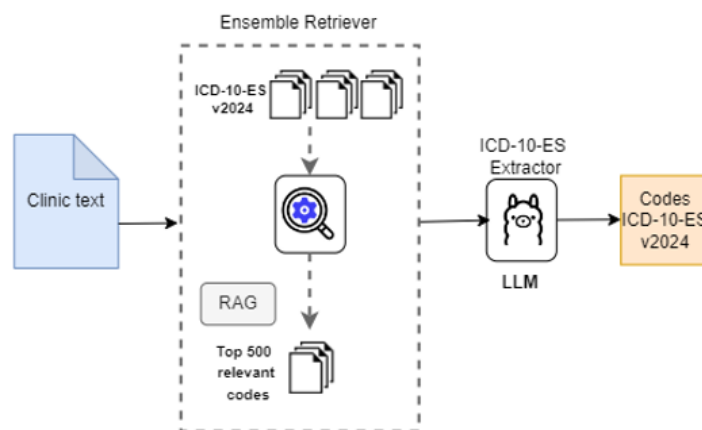 Ensemble Retriever
ICD-10-ES
v2024
Clinic text
RAG
Top 500
relevant
codes
ICD-10-ES
Extractor
LLM
Codes
ICD-10-ES
v2024